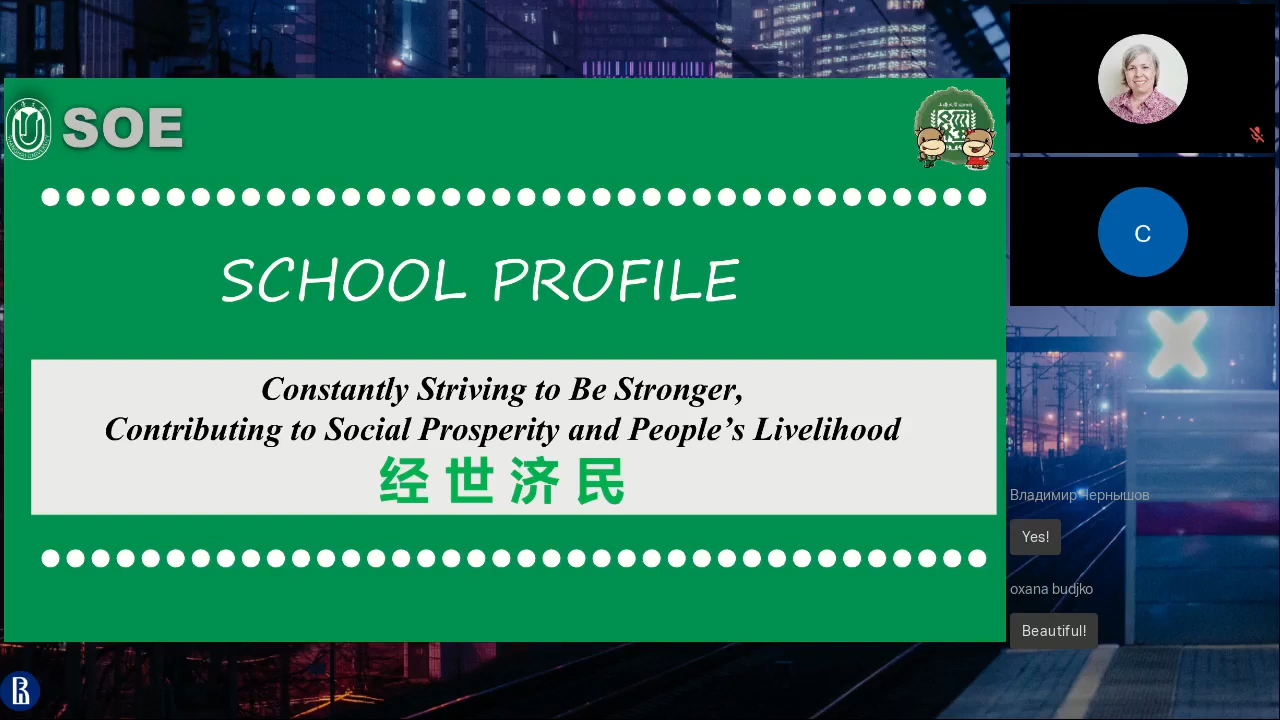 SOE
SCHOOL PROFILE
Constantly Striving to Be Stronger,
Contributing to Social Prosperity and People’s Livelihood
经世济民
C
Владимир Чернышов
Yes!
oxana budjko
Beautiful!